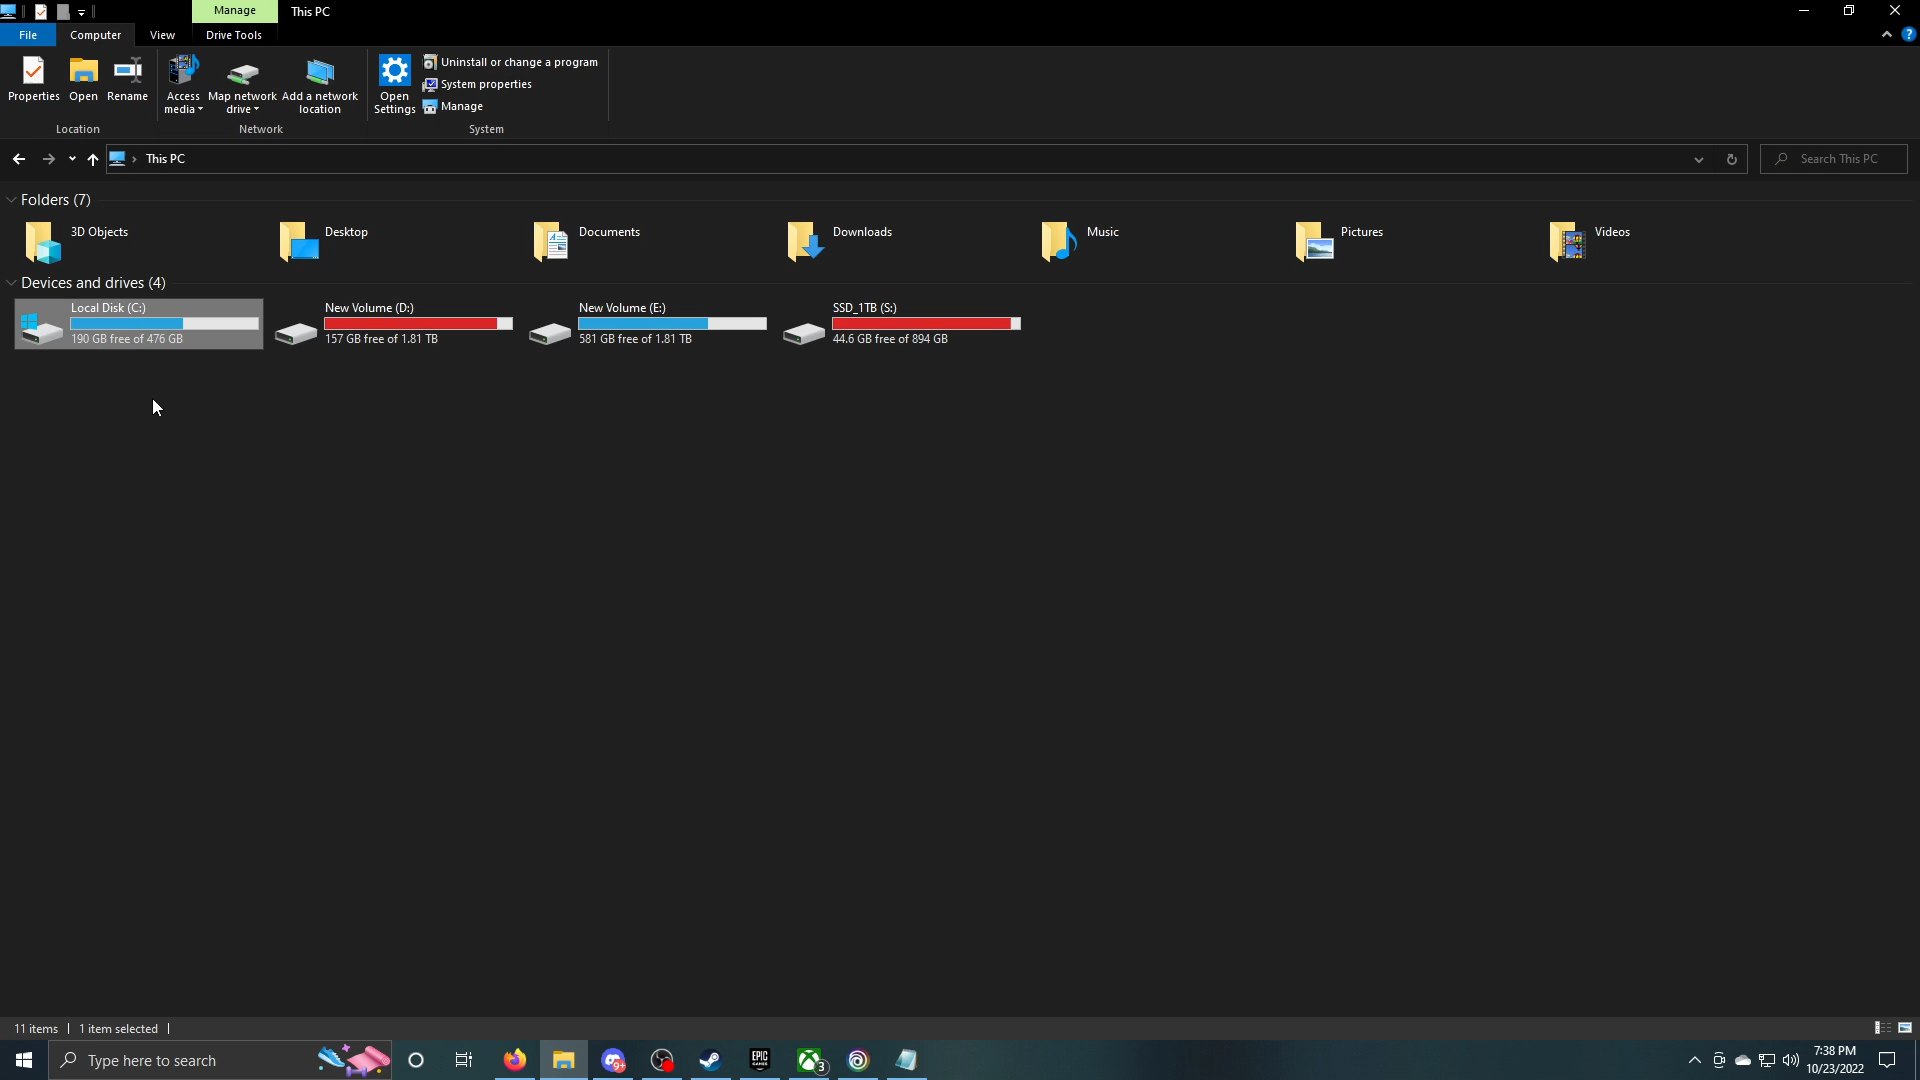 Manage This PC
File Computer View Drive Tools
Properties Open Rename Access media Map network drive Add a network location Open Settings
Uninstall or change a program
System properties
Manage
Location Network System
This PC Search This PC
Folders (7)
3D Objects Desktop Documents Downloads Music Pictures Videos
Devices and drives (4)
Local Disk (C:) New Volume (D:) New Volume (E:) SSD_1TB (S:)
190 GB free of 476 GB 157 GB free of 1.81 TB 581 GB free of 1.81 TB 44.6 GB free of 894 GB
11 items 1 item selected
Type here to search 9+ EPIC GAMES 3 7:38 PM
10/23/2022